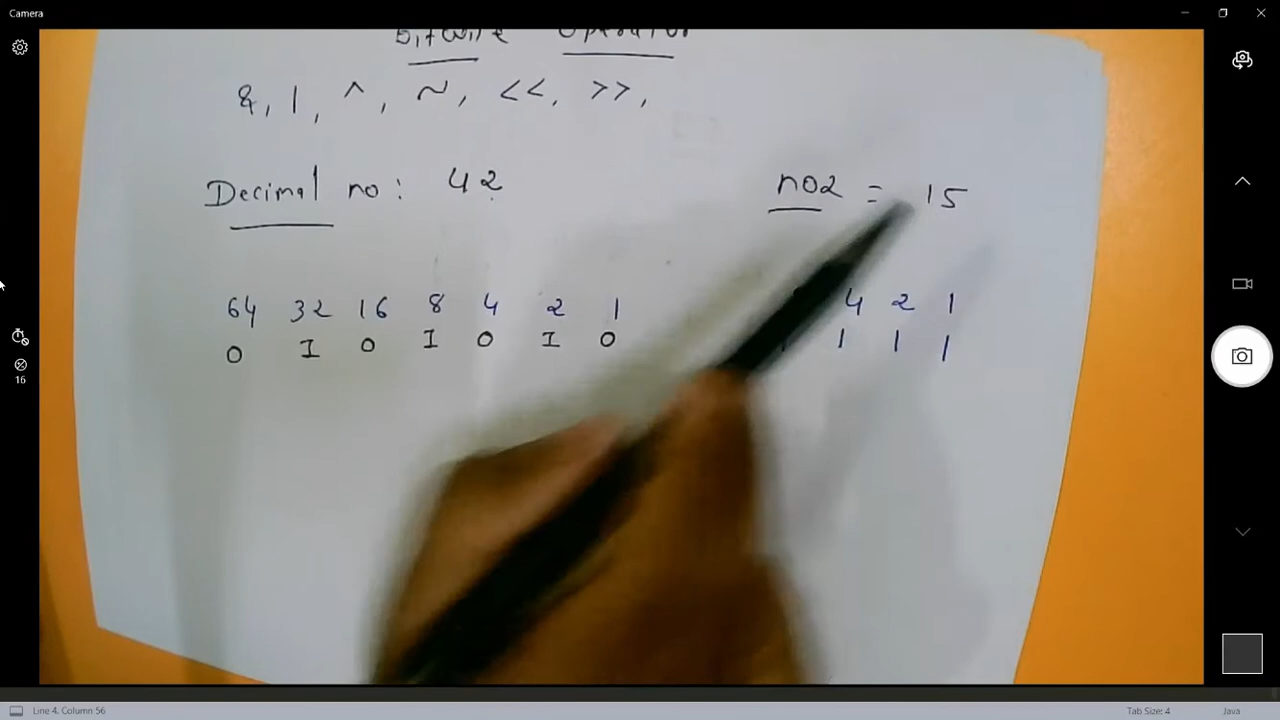 Camera
Bitwise Operator
&, |, ^, ~, <<, >>,
Decimal no: 42
no2 = 15
64 32 16 8 4 2 1
0 1 0 1 0 1 0
4 2 1
1 1 1
16
Line 4, Column 56
Tab Size: 4
Java